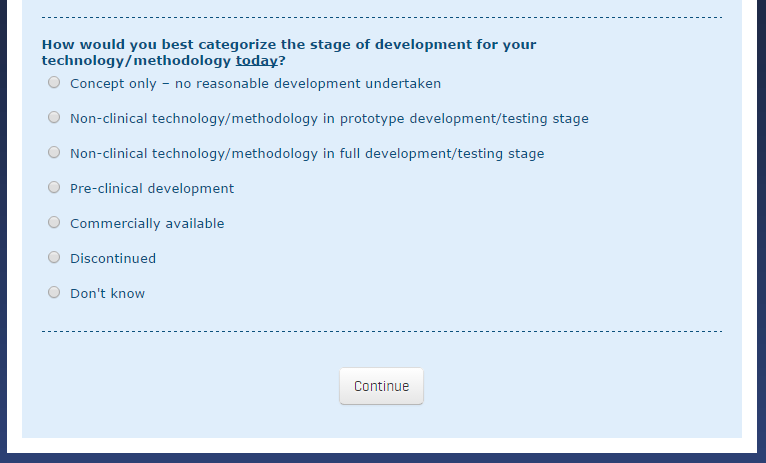 How would you best categorize the stage of development for your
technology/methodology today?
Concept only – no reasonable development undertaken
Non-clinical technology/methodology in prototype development/testing stage
Non-clinical technology/methodology in full development/testing stage
Pre-clinical development
Commercially available
Discontinued
Don't know
Continue